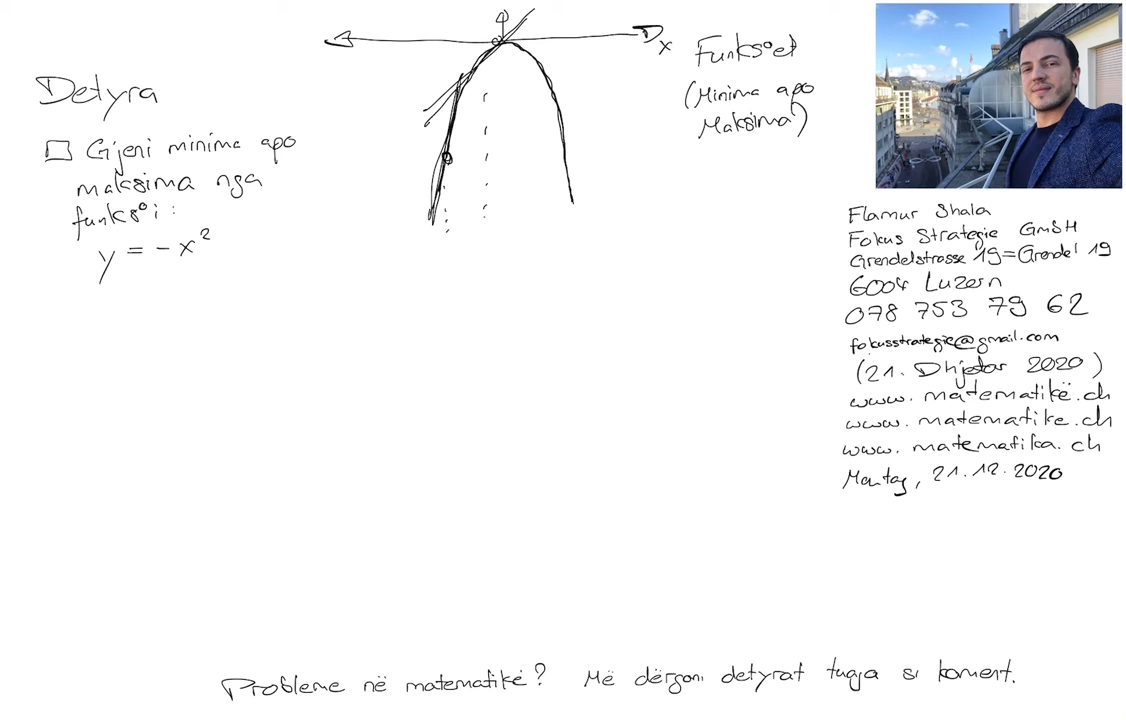 Detyra
Gjeni minima apo
maksima nga
funksoi:
y = -x²
x
Funksoet
(Minima apo
Maksima)
Flamur Shala
Fokus Strategie GmbH
Grendelstrasse 19=Grendel 19
6004 Luzern
078 753 79 62
fokusstrategie@gmail.com
(21. Dhjetor 2020)
www.matematikë.ch
www.matematike.ch
www.matematika.ch
Montag, 21.12.2020
Probleme në matematikë? Më dërgoni detyrat tuaja si koment.